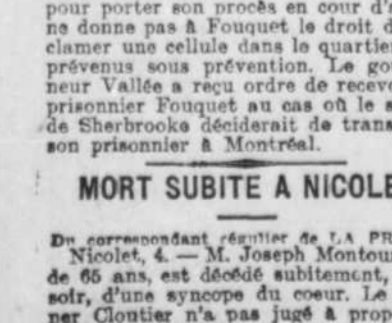 pour porter son procès en cour d'
ne donne pas à Fouquet le droit d
clamer une cellule dans le quartie
prévenus sous prévention. Le gou
neur Vallée a reçu ordre de receve
prisonnier Fouquet au cas où le s
de Sherbrooke déciderait de trans
son prisonnier à Montréal.
MORT SUBITE A NICOLE
Du correspondant régulier de LA PR
Nicolet, 4. — M. Joseph Montou
de 65 ans, est décédé subitement,
soir, d'une syncope du coeur. Le
ner Cloutier n'a pas jugé à prop